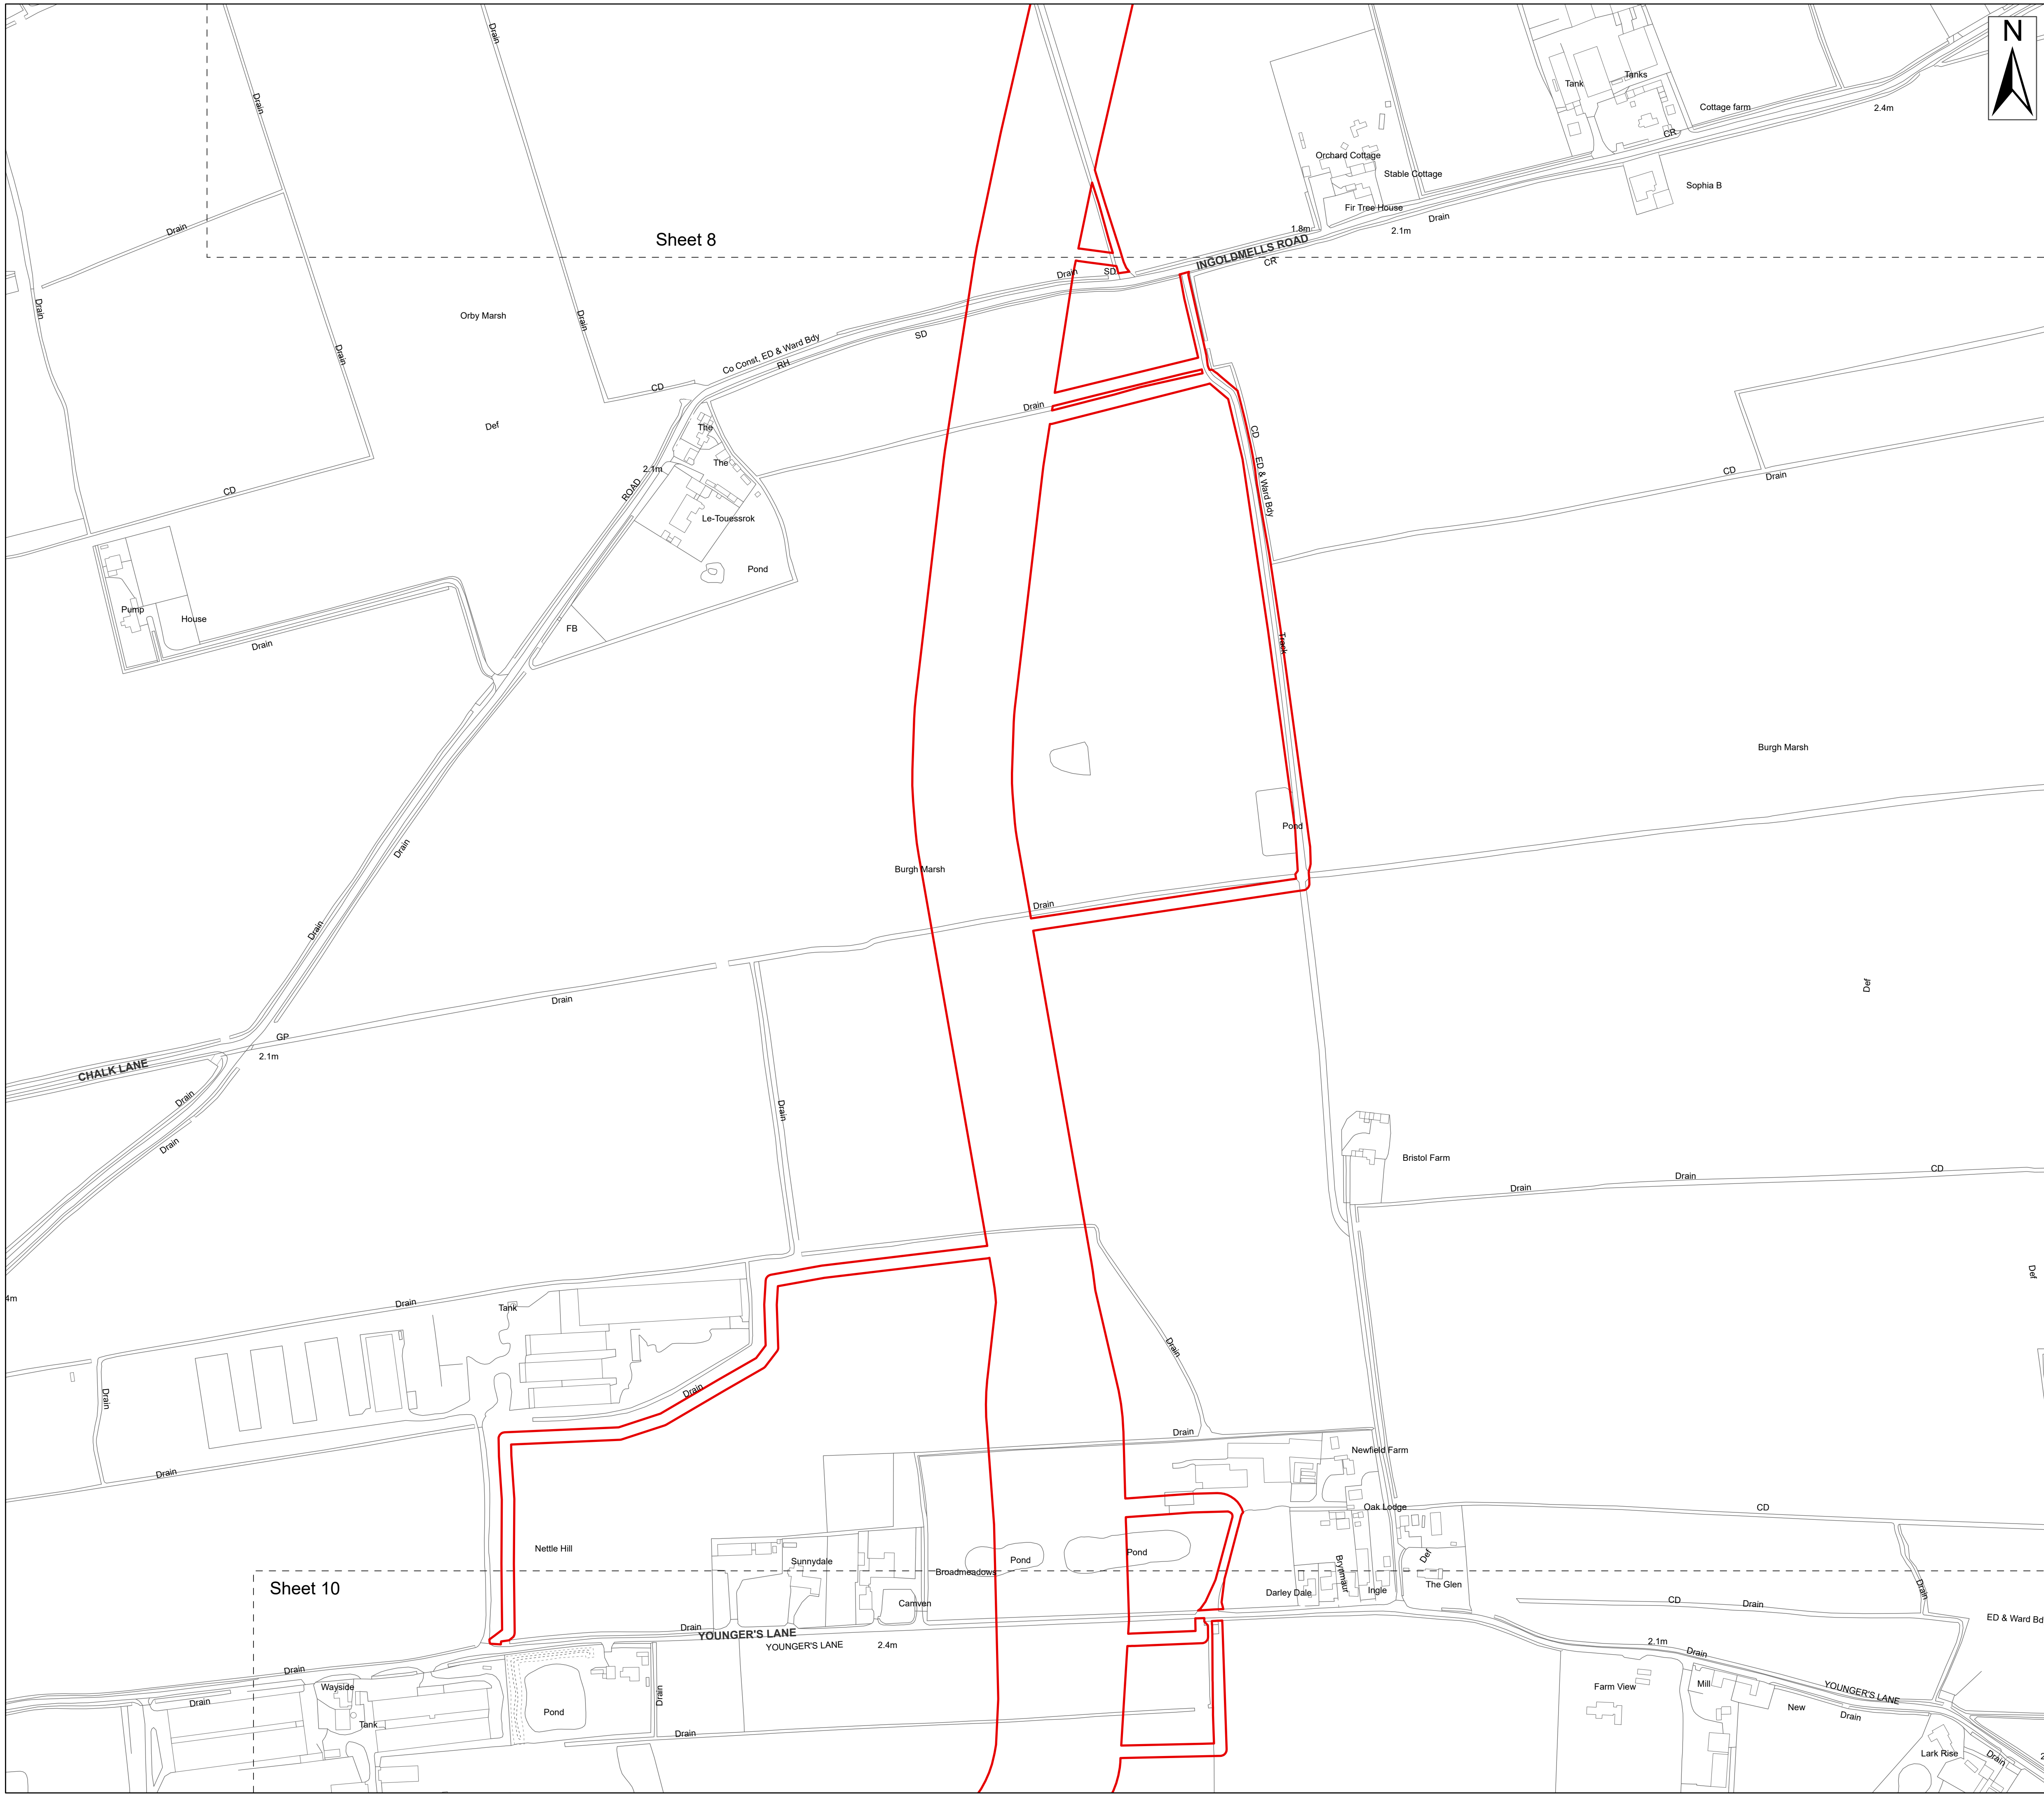 Drain
Drain
N
Tank
Tanks
Cottage farm
2.4m
CR
Orchard Cottage
Stable Cottage
Sophia B
Fir Tree House
Drain
1.8m
2.1m
Drain
Sheet 8
INGOLDMELLS ROAD
CR
Drain
SD
Drain
Orby Marsh
Drain
Co Const, ED & Ward Bdy
SD
RH
Drain
CD
Drain
Def
The
CD
The
2.1m
ROAD
CD
ED & Ward Bdy
CD
Drain
Le-Touessrok
Pond
Pump
House
Drain
FB
Track
Burgh Marsh
Pond
Drain
Burgh Marsh
Drain
Drain
Def
Drain
GP
2.1m
CHALK LANE
Drain
Drain
Drain
Bristol Farm
Drain
Drain
CD
Def
4m
Drain
Tank
Drain
Drain
Drain
Drain
Newfield Farm
Drain
Oak Lodge
CD
Nettle Hill
Sunnydale
Pond
Pond
Broadmeadows
Def
Brynmaur
Darley Dale
Ingle
The Glen
Sheet 10
Camven
Drain
CD
Drain
ED & Ward Bd
Drain
YOUNGER'S LANE
YOUNGER'S LANE
2.4m
2.1m
Drain
Drain
Wayside
Drain
Drain
Farm View
Mill
YOUNGER'S LANE
New
Drain
Tank
Pond
Drain
Lark Rise
Drain
2